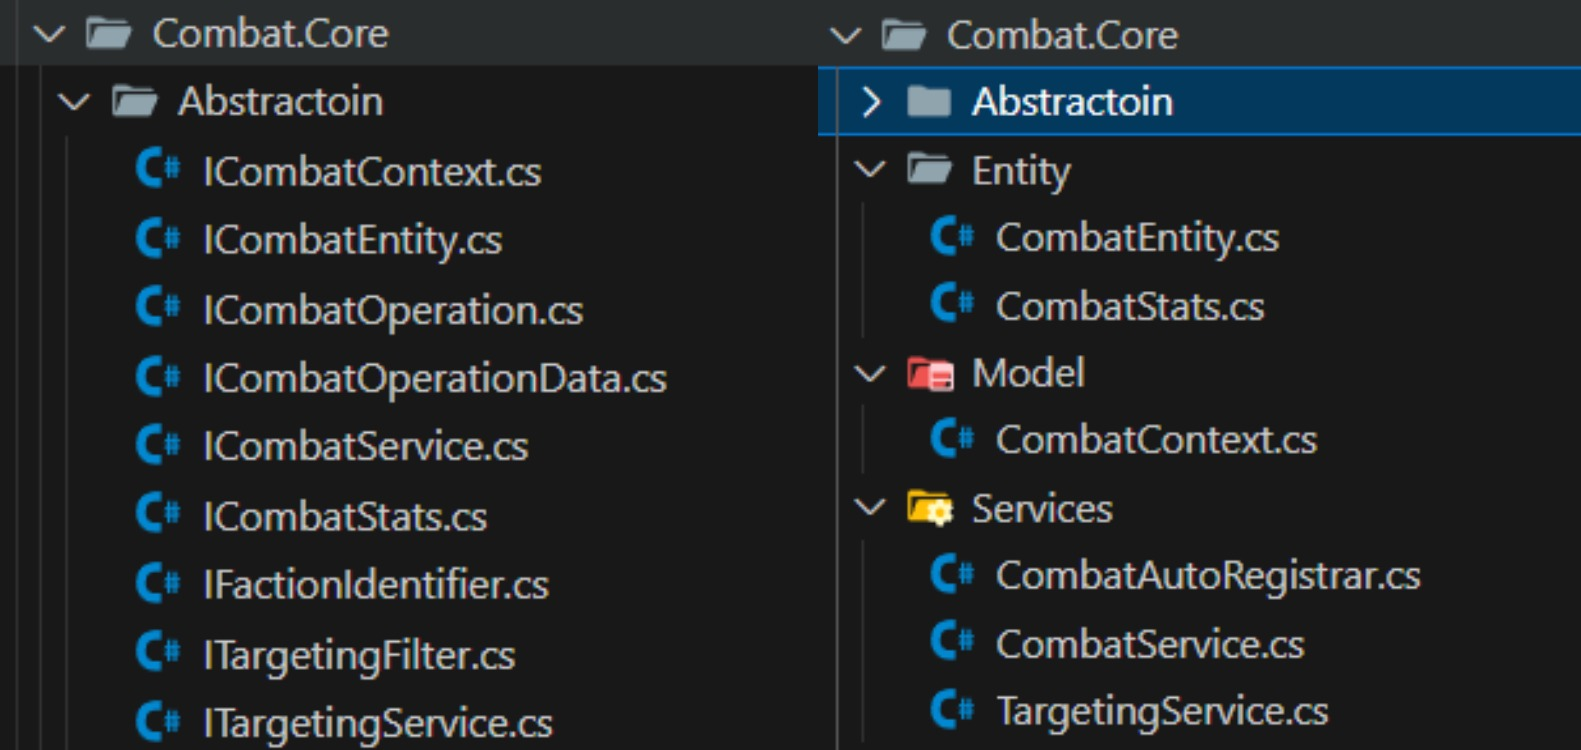 Combat.Core
Abstractoin
ICombatContext.cs
ICombatEntity.cs
ICombatOperation.cs
ICombatOperationData.cs
ICombatService.cs
ICombatStats.cs
IFactionIdentifier.cs
ITargetingFilter.cs
ITargetingService.cs
Combat.Core
Abstractoin
Entity
CombatEntity.cs
CombatStats.cs
Model
CombatContext.cs
Services
CombatAutoRegistrar.cs
CombatService.cs
TargetingService.cs